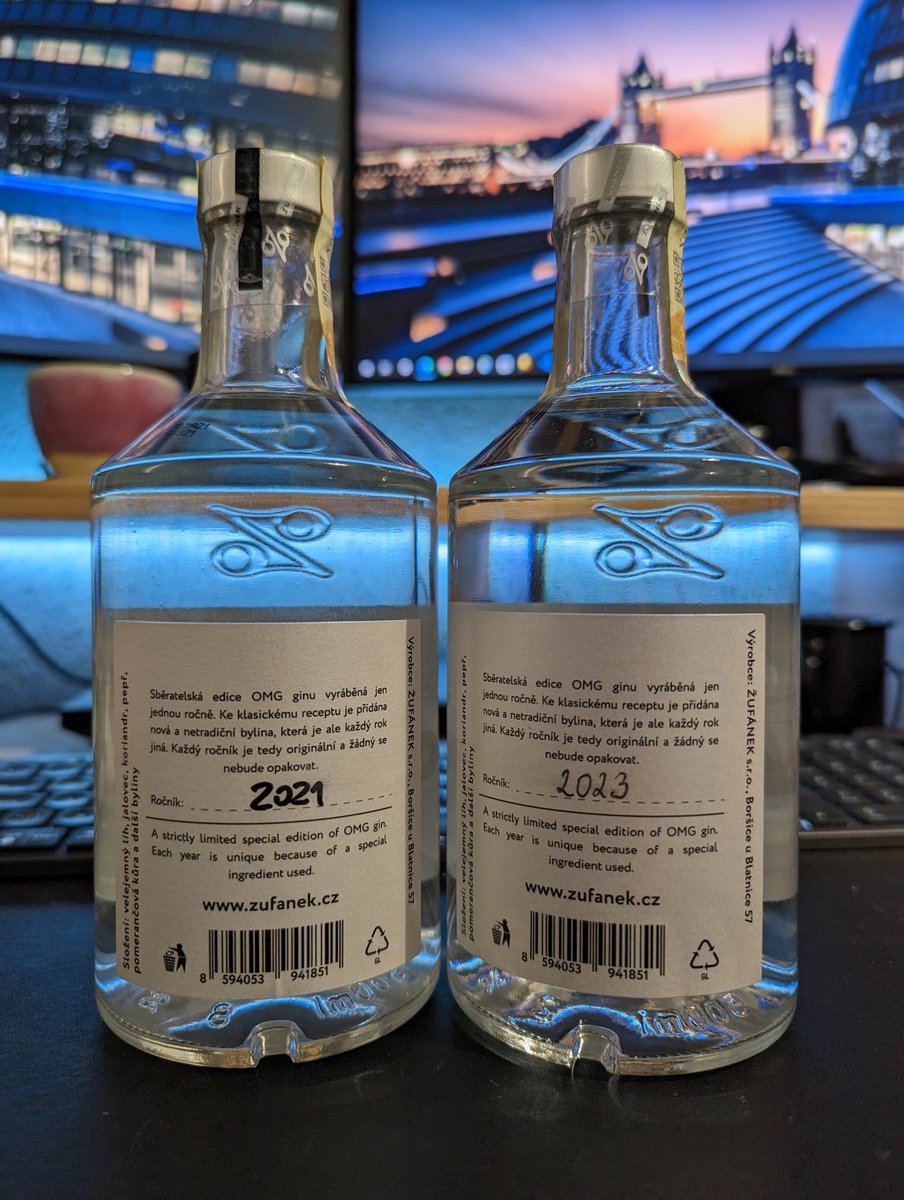 Sběratelská edice OMG ginu vyráběná jen
jednou ročně. Ke klasickému receptu je přidána
nová a netradiční bylina, která je ale každý rok
jiná. Každý ročník je tedy originální a žádný se
nebude opakovat.
Ročník: 2021
A strictly limited special edition of OMG gin.
Each year is unique because of a special
ingredient used.
www.zufanek.cz
8 594053 941851
GL
Složení: velejemný líh, jalovec, koriandr, pepř,
pomerančová kůra a další byliny
Výrobce: ŽUFÁNEK s.r.o., Boršice u Blatnice 57
500ml
Sběratelská edice OMG ginu vyráběná jen
jednou ročně. Ke klasickému receptu je přidána
nová a netradiční bylina, která je ale každý rok
jiná. Každý ročník je tedy originální a žádný se
nebude opakovat.
Ročník: 2023
A strictly limited special edition of OMG gin.
Each year is unique because of a special
ingredient used.
www.zufanek.cz
8 594053 941851
GL
Složení: velejemný líh, jalovec, koriandr, pepř,
pomerančová kůra a další byliny
Výrobce: ŽUFÁNEK s.r.o., Boršice u Blatnice 57
500ml